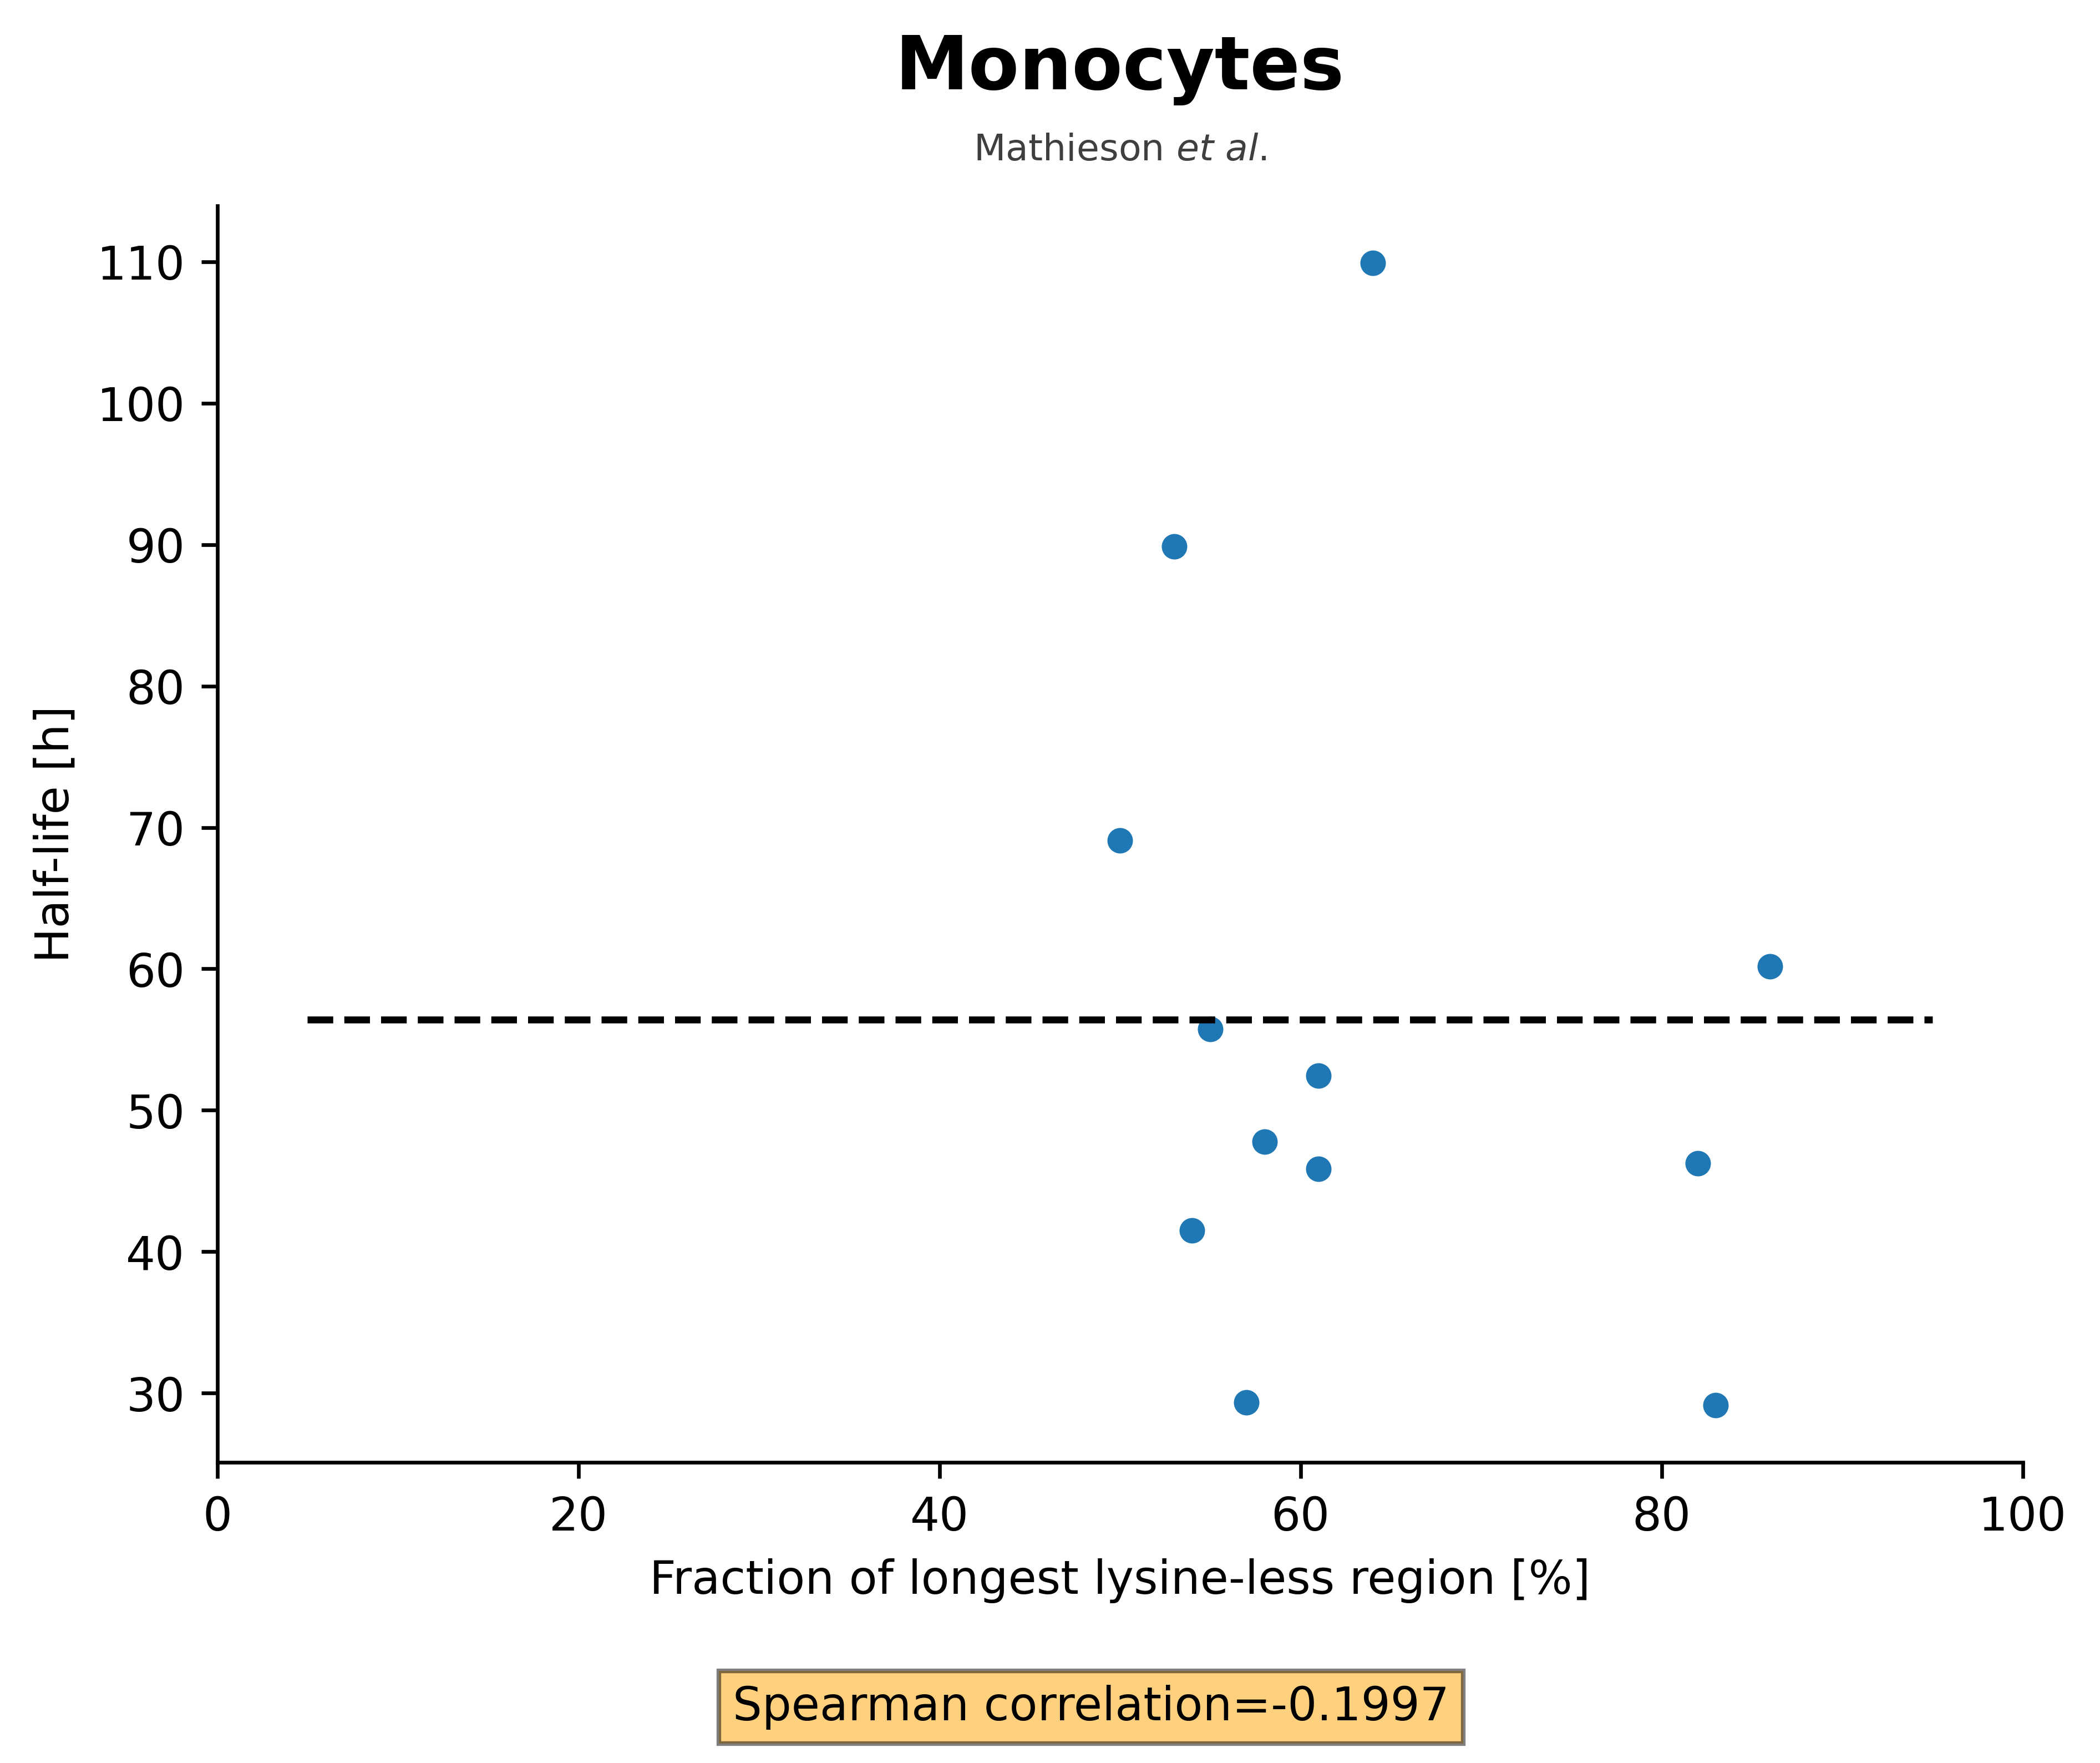 Monocytes
Mathieson et al.
110
100
90
80
70
60
50
40
30
Half-life [h]
0 20 40 60 80 100
Fraction of longest lysine-less region [%]
Spearman correlation=-0.1997